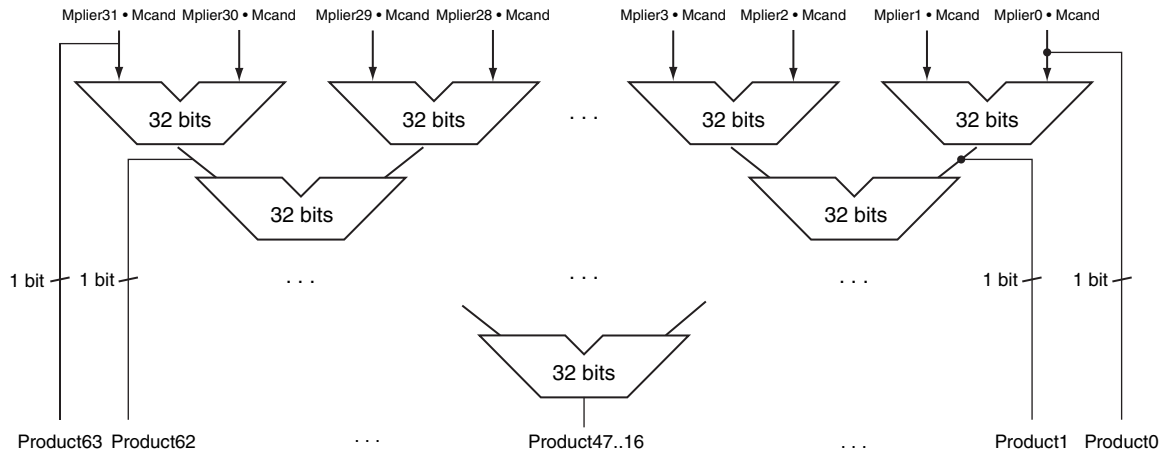 Mplier31 • Mcand Mplier30 • Mcand Mplier29 • Mcand Mplier28 • Mcand Mplier3 • Mcand Mplier2 • Mcand Mplier1 • Mcand Mplier0 • Mcand
32 bits 32 bits . . . 32 bits 32 bits
32 bits 32 bits
1 bit 1 bit . . . . . . . . . 1 bit 1 bit
32 bits
Product63 Product62 . . . Product47..16 . . . Product1 Product0